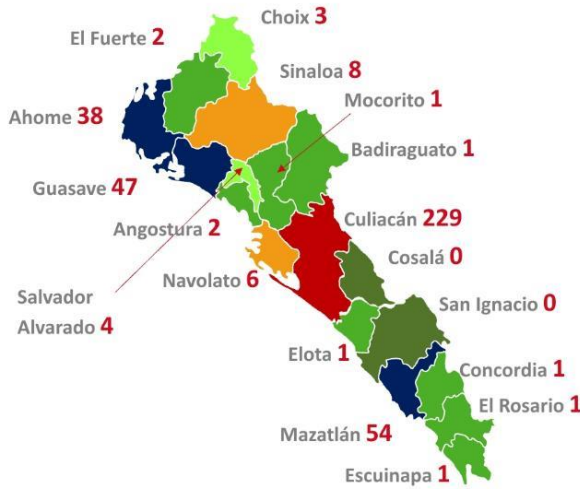 Choix 3
El Fuerte 2
Sinaloa 8
Mocorito 1
Ahome 38
Badiraguato 1
Guasave 47
Angostura 2
Culiacán 229
Cosalá 0
Navolato 6
Salvador
Alvarado 4
San Ignacio 0
Elota 1
Concordia 1
El Rosario 1
Mazatlán 54
Escuinapa 1